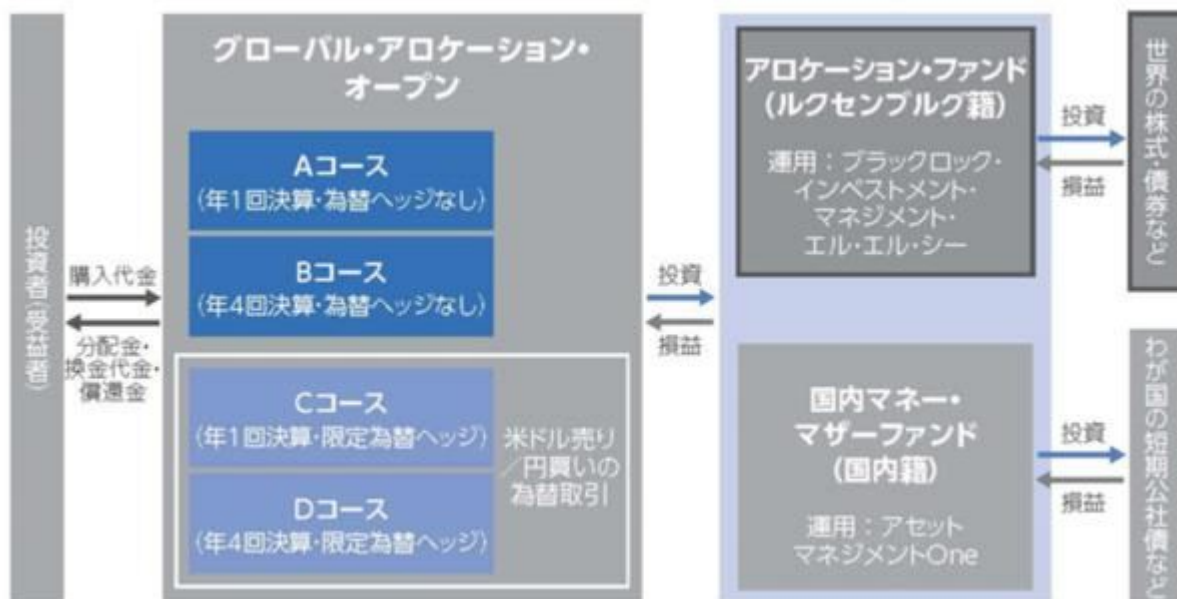 グローバル・アロケーション・
オープン
Aコース
(年1回決算・為替ヘッジなし)
Bコース
(年4回決算・為替ヘッジなし)
Cコース
(年1回決算・限定為替ヘッジ)
Dコース
(年4回決算・限定為替ヘッジ)
米ドル売り
/円買いの
為替取引
投資者(受益者)
購入代金
分配金・
換金代金・
償還金
投資
損益
アロケーション・ファンド
(ルクセンブルグ籍)
運用:ブラックロック・
インベストメント・
マネジメント・
エル・エル・シー
投資
損益
世界の株式・債券など
国内マネー・
マザーファンド
(国内籍)
運用:アセット
マネジメントOne
投資
損益
わが国の短期公社債など